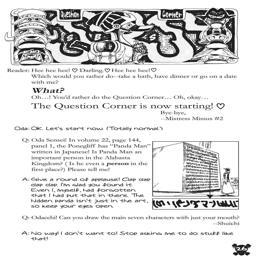 Question Corner
Reader: Hee hee hee! ♡ Darling. ♡ Hee hee hee! ♡
Which would you rather do--take a bath, have dinner or go on a date
with me?
What?
Oh...! You'd rather do the Question Corner... Oh, okay...
The Question Corner is now starting! ♡
Bye-bye,
--Mistress Minus #2
Oda: OK. Let's start now. (Totally normal.)
Q: Oda Sensei! In volume 22, page 144,
panel 1, the Poneglyph has "Panda Man"
written in Japanese! Is Panda Man an
important person in the Alabasta
Kingdom? (Is he even a person in the
first place?) Please tell me!
A: Give a round of applause! Clap clap
clap clap. I'm glad you found it.
Even I, myself, had forgotten
that I had put that in there. The
hidden panda isn't just in the art,
so keep your eyes open.
Q: Odacchi! Can you draw the main seven characters with just your mouth?
--Shuichi
A: No way! I don't want to! Stop asking me to do stuff like
that!